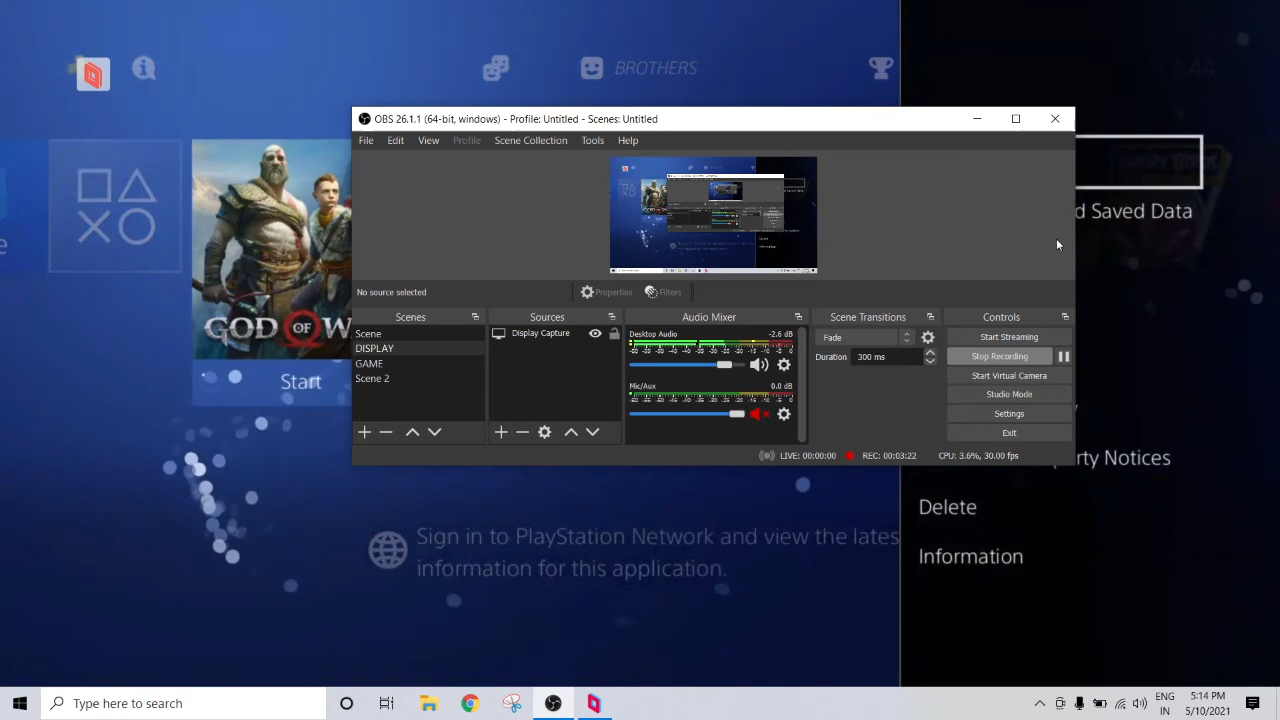 BROTHERS
OBS 26.1.1 (64-bit, windows) - Profile: Untitled - Scenes: Untitled
File Edit View Profile Scene Collection Tools Help
d Saved Data
No source selected
Properties
Filters
Scenes
Sources
Audio Mixer
Scene Transitions
Controls
Scene
DISPLAY
GAME
Scene 2
Display Capture
Desktop Audio
-2.6 dB
Mic/Aux
0.0 dB
Fade
Duration
300 ms
Start Streaming
Stop Recording
Start Virtual Camera
Studio Mode
Settings
Exit
LIVE: 00:00:00
REC: 00:03:22
CPU: 3.6%, 30.00 fps
GOD OF W
Start
arty Notices
Delete
Information
Sign in to PlayStation Network and view the lates
information for this application.
Type here to search
ENG
IN
5:14 PM
5/10/2021